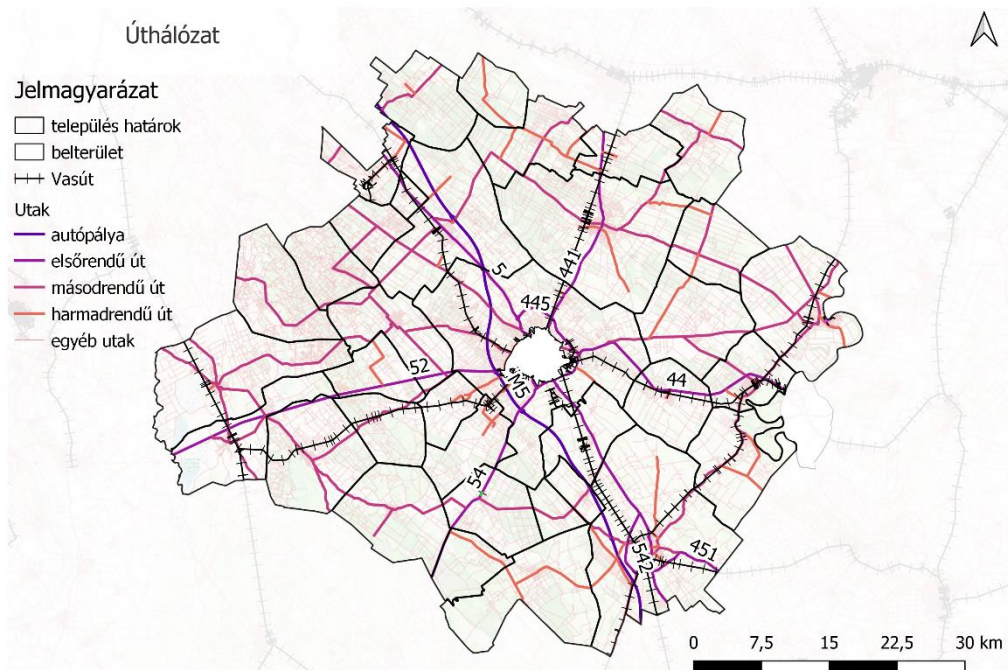 Úthálózat
Jelmagyarázat
település határok
belterület
Vasút
Utak
autópálya
elsőrendű út
másodrendű út
harmadrendű út
egyéb utak
5
441
445
52
M5
44
54
542
451
0 7,5 15 22,5 30 km